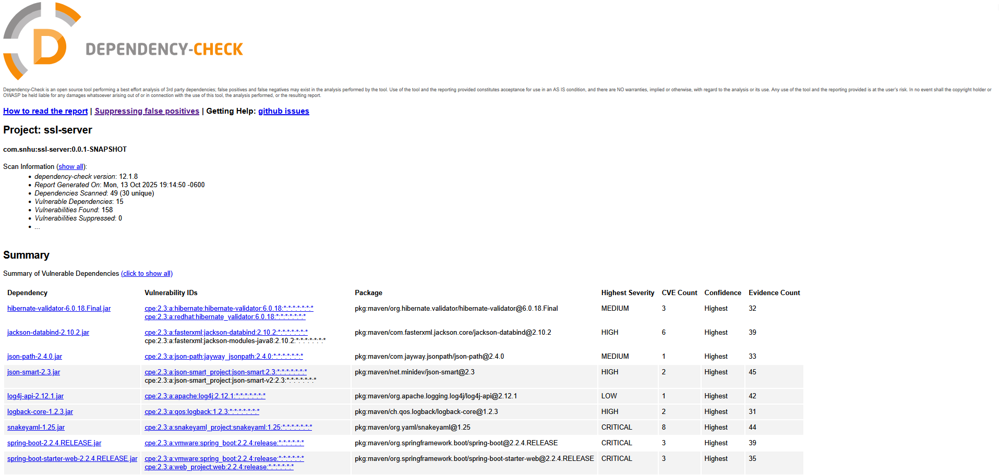 D
DEPENDENCY-CHECK
Dependency-Check is an open source tool performing a best effort analysis of 3rd party dependencies; false positives and false negatives may exist in the analysis performed by the tool. Use of the tool and the reporting provided constitutes acceptance for use in an AS IS condition, and there are NO warranties, implied or otherwise, with regard to the analysis or its use. Any use of the tool and the reporting provided is at the user's risk. In no event shall the copyright holder or
OWASP be held liable for any damages whatsoever arising out of or in connection with the use of this tool, the analysis performed, or the resulting report.
How to read the report | Suppressing false positives | Getting Help: github issues
Project: ssl-server
com.snhu:ssl-server:0.0.1-SNAPSHOT
Scan Information (show all):
• dependency-check version: 12.1.8
• Report Generated On: Mon, 13 Oct 2025 19:14:50 -0600
• Dependencies Scanned: 49 (30 unique)
• Vulnerable Dependencies: 15
• Vulnerabilities Found: 158
• Vulnerabilities Suppressed: 0
• ...
Summary
Summary of Vulnerable Dependencies (click to show all)
Dependency Vulnerability IDs Package Highest Severity CVE Count Confidence Evidence Count
hibernate-validator-6.0.18.Final.jar cpe:2.3:a:hibernate:hibernate-validator:6.0.18:*:*:*:*:*:*:* pkg:maven/org.hibernate.validator/hibernate-validator@6.0.18.Final MEDIUM 3 Highest 32
cpe:2.3:a:redhat:hibernate_validator:6.0.18:*:*:*:*:*:*:*
jackson-databind-2.10.2.jar cpe:2.3:a:fasterxml:jackson-databind:2.10.2:*:*:*:*:*:*:* pkg:maven/com.fasterxml.jackson.core/jackson-databind@2.10.2 HIGH 6 Highest 39
cpe:2.3:a:fasterxml:jackson-modules-java8:2.10.2:*:*:*:*:*:*:*
json-path-2.4.0.jar cpe:2.3:a:json-path:jayway_jsonpath:2.4.0:*:*:*:*:*:*:* pkg:maven/com.jayway.jsonpath/json-path@2.4.0 MEDIUM 1 Highest 33
json-smart-2.3.jar cpe:2.3:a:json-smart_project:json-smart:2.3:*:*:*:*:*:*:* pkg:maven/net.minidev/json-smart@2.3 HIGH 2 Highest 45
cpe:2.3:a:json-smart_project:json-smart-v2:2.3:*:*:*:*:*:*:*
log4j-api-2.12.1.jar cpe:2.3:a:apache:log4j:2.12.1:*:*:*:*:*:*:* pkg:maven/org.apache.logging.log4j/log4j-api@2.12.1 LOW 1 Highest 42
logback-core-1.2.3.jar cpe:2.3:a:qos:logback:1.2.3:*:*:*:*:*:*:* pkg:maven/ch.qos.logback/logback-core@1.2.3 HIGH 2 Highest 31
snakeyaml-1.25.jar cpe:2.3:a:snakeyaml_project:snakeyaml:1.25:*:*:*:*:*:*:* pkg:maven/org.yaml/snakeyaml@1.25 CRITICAL 8 Highest 44
spring-boot-2.2.4.RELEASE.jar cpe:2.3:a:vmware:spring_boot:2.2.4:release:*:*:*:*:*:* pkg:maven/org.springframework.boot/spring-boot@2.2.4.RELEASE CRITICAL 3 Highest 39
spring-boot-starter-web-2.2.4.RELEASE.jar cpe:2.3:a:vmware:spring_boot:2.2.4:release:*:*:*:*:*:* pkg:maven/org.springframework.boot/spring-boot-starter-web@2.2.4.RELEASE CRITICAL 3 Highest 35
cpe:2.3:a:web_project:web:2.2.4:release:*:*:*:*:*:*